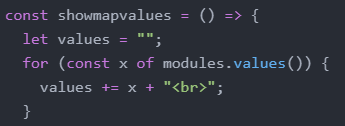 const showmapvalues = () => {
  let values = "";
  for (const x of modules.values()) {
    values += x + "<br>";
  }